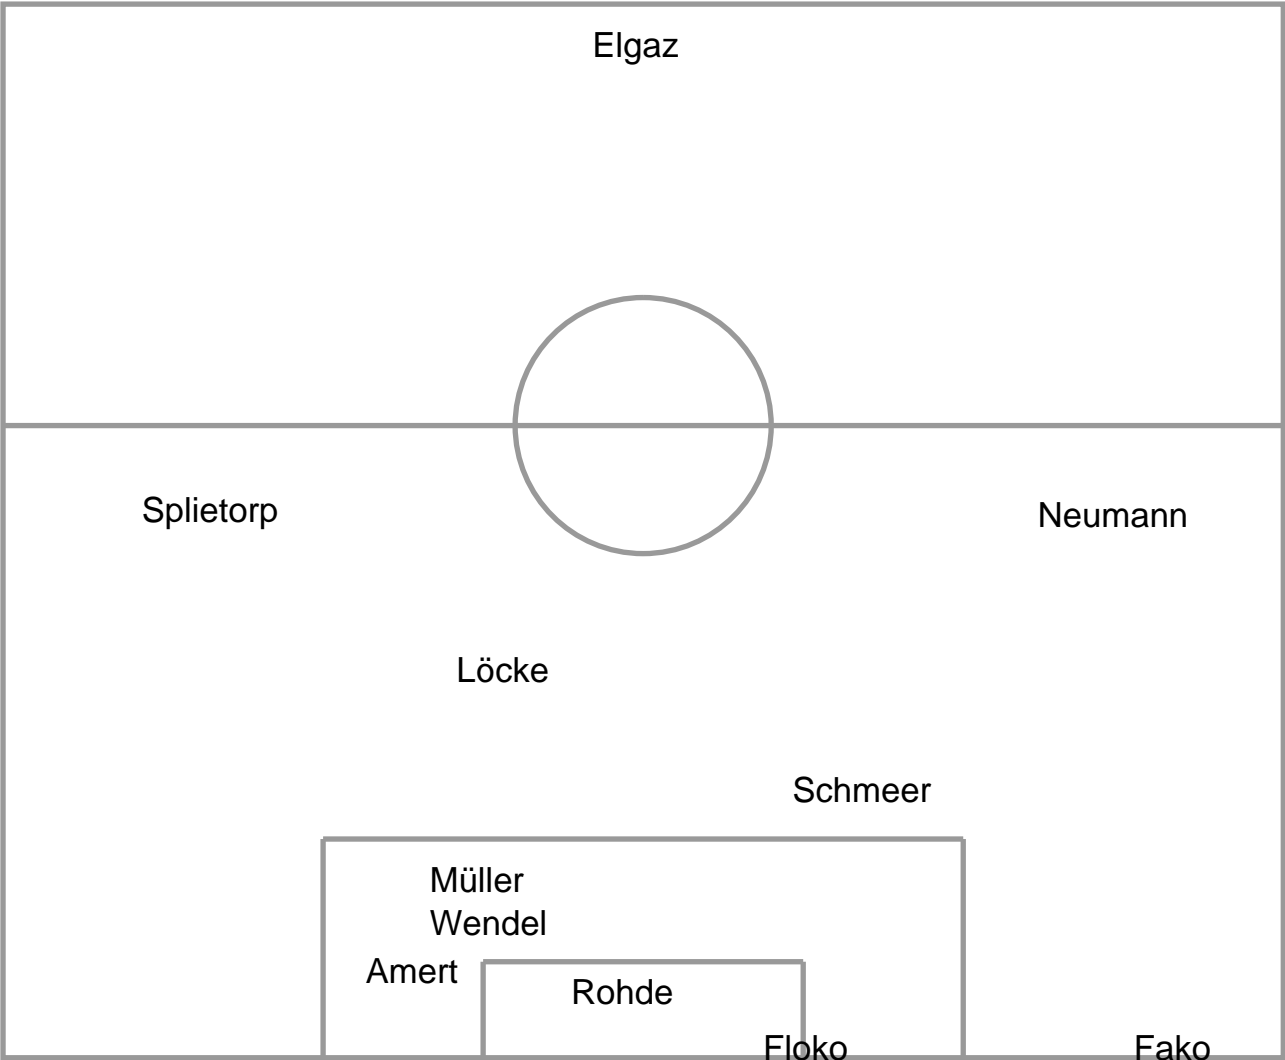 Elgaz
Splietorp
Neumann
Löcke
Schmeer
Müller
Wendel
Amert
Rohde
Floko
Fako